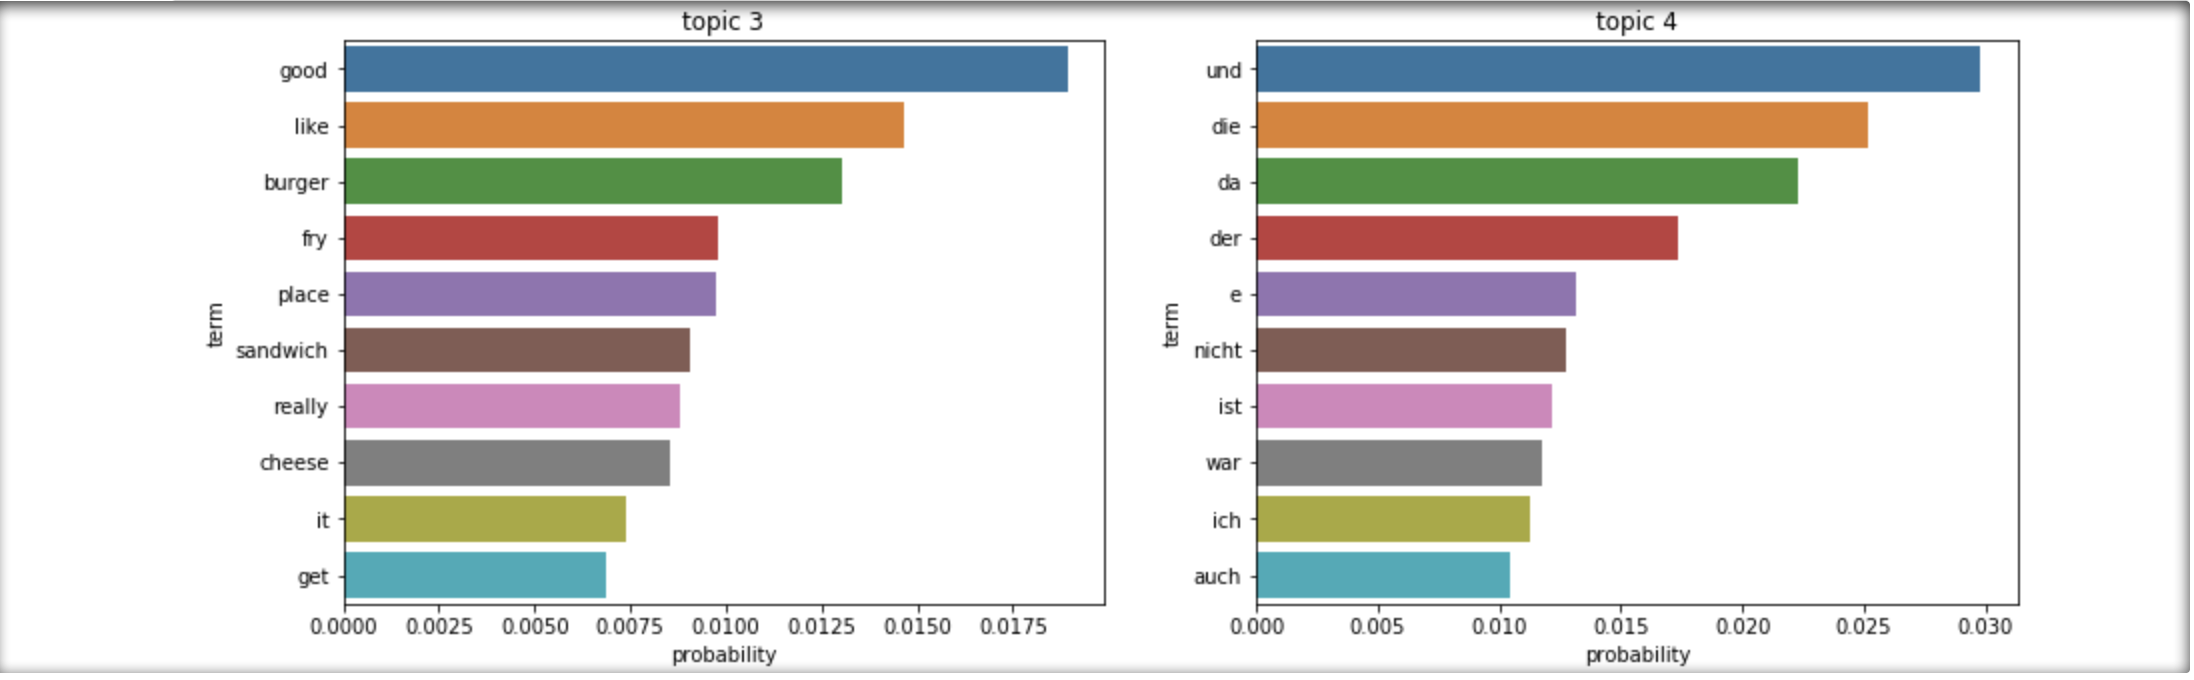 topic 3
good
like
burger
fry
place
sandwich
really
cheese
it
get
term
0.0000 0.0025 0.0050 0.0075 0.0100 0.0125 0.0150 0.0175
probability
topic 4
und
die
da
der
e
nicht
ist
war
ich
auch
term
0.000 0.005 0.010 0.015 0.020 0.025 0.030
probability